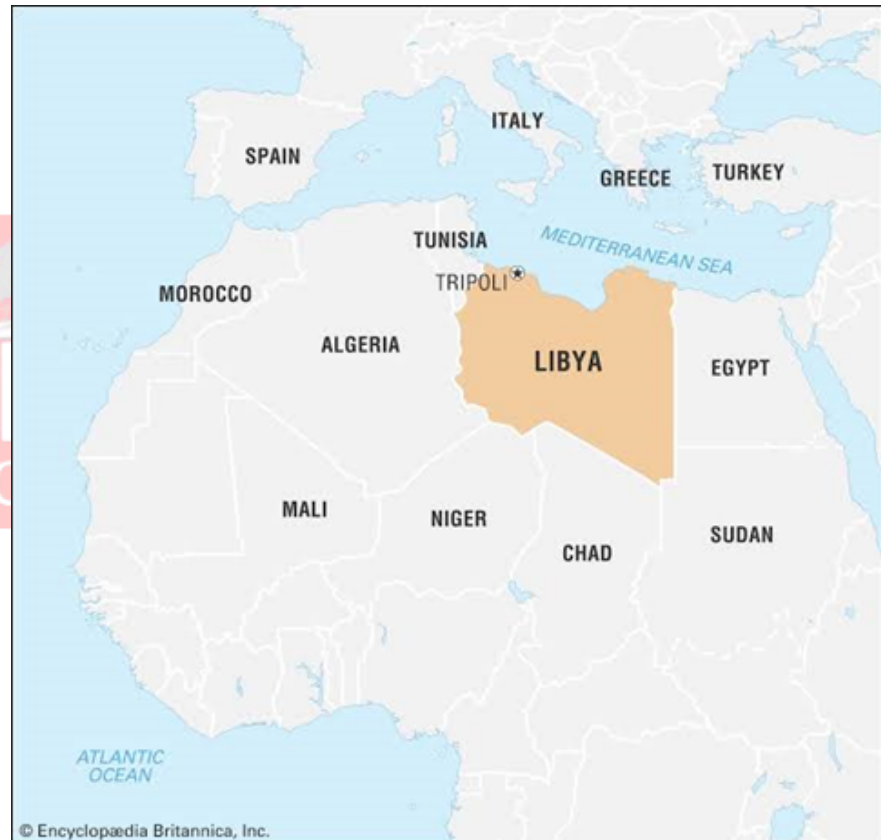 ITALY
SPAIN
GREECE
TURKEY
TUNISIA
MEDITERRANEAN SEA
TRIPOLI
MOROCCO
ALGERIA
LIBYA
EGYPT
MALI
NIGER
CHAD
SUDAN
ATLANTIC
OCEAN
© Encyclopædia Britannica, Inc.